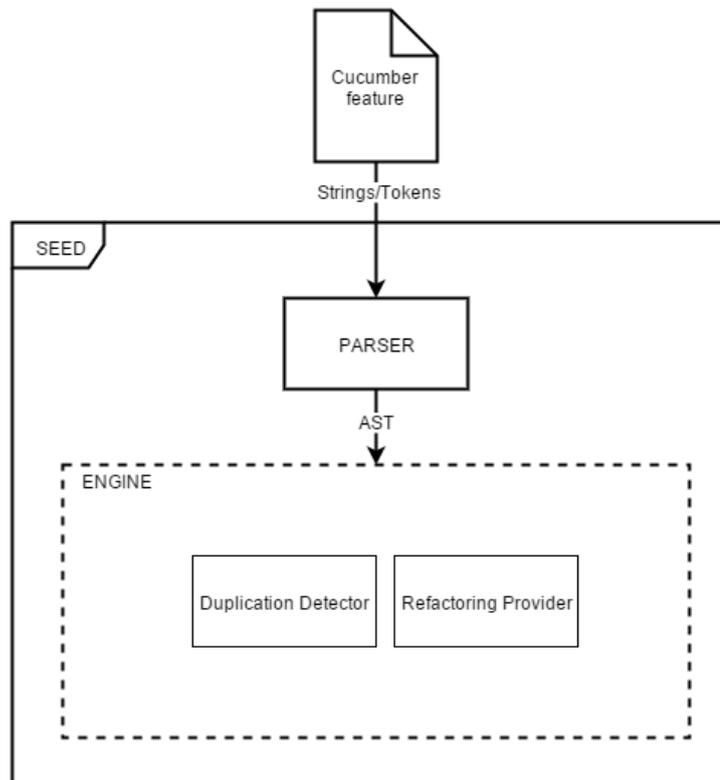 Cucumber
feature
Strings/Tokens
SEED
PARSER
AST
ENGINE
Duplication Detector
Refactoring Provider